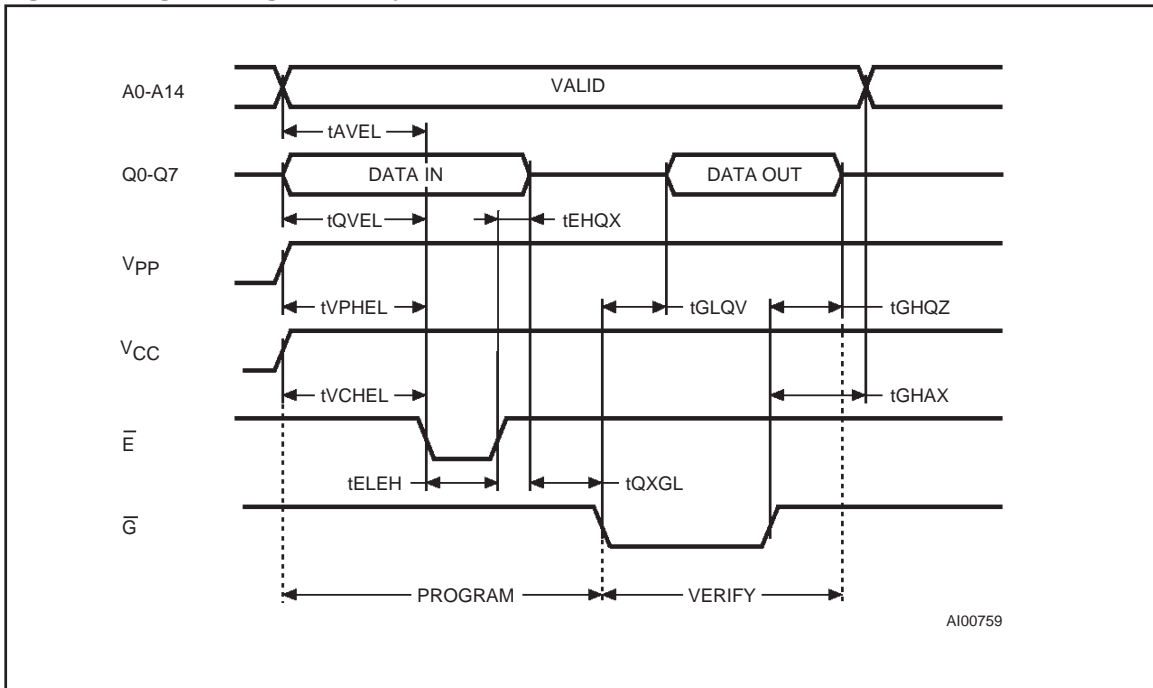 A0-A14
VALID
tAVEL
Q0-Q7
DATA IN
DATA OUT
tQVEL
tEHQX
VPP
tVPHEL
tGLQV
tGHQZ
VCC
tVCHEL
tGHAX
E̅
tELEH
tQXGL
G̅
PROGRAM
VERIFY
AI00759